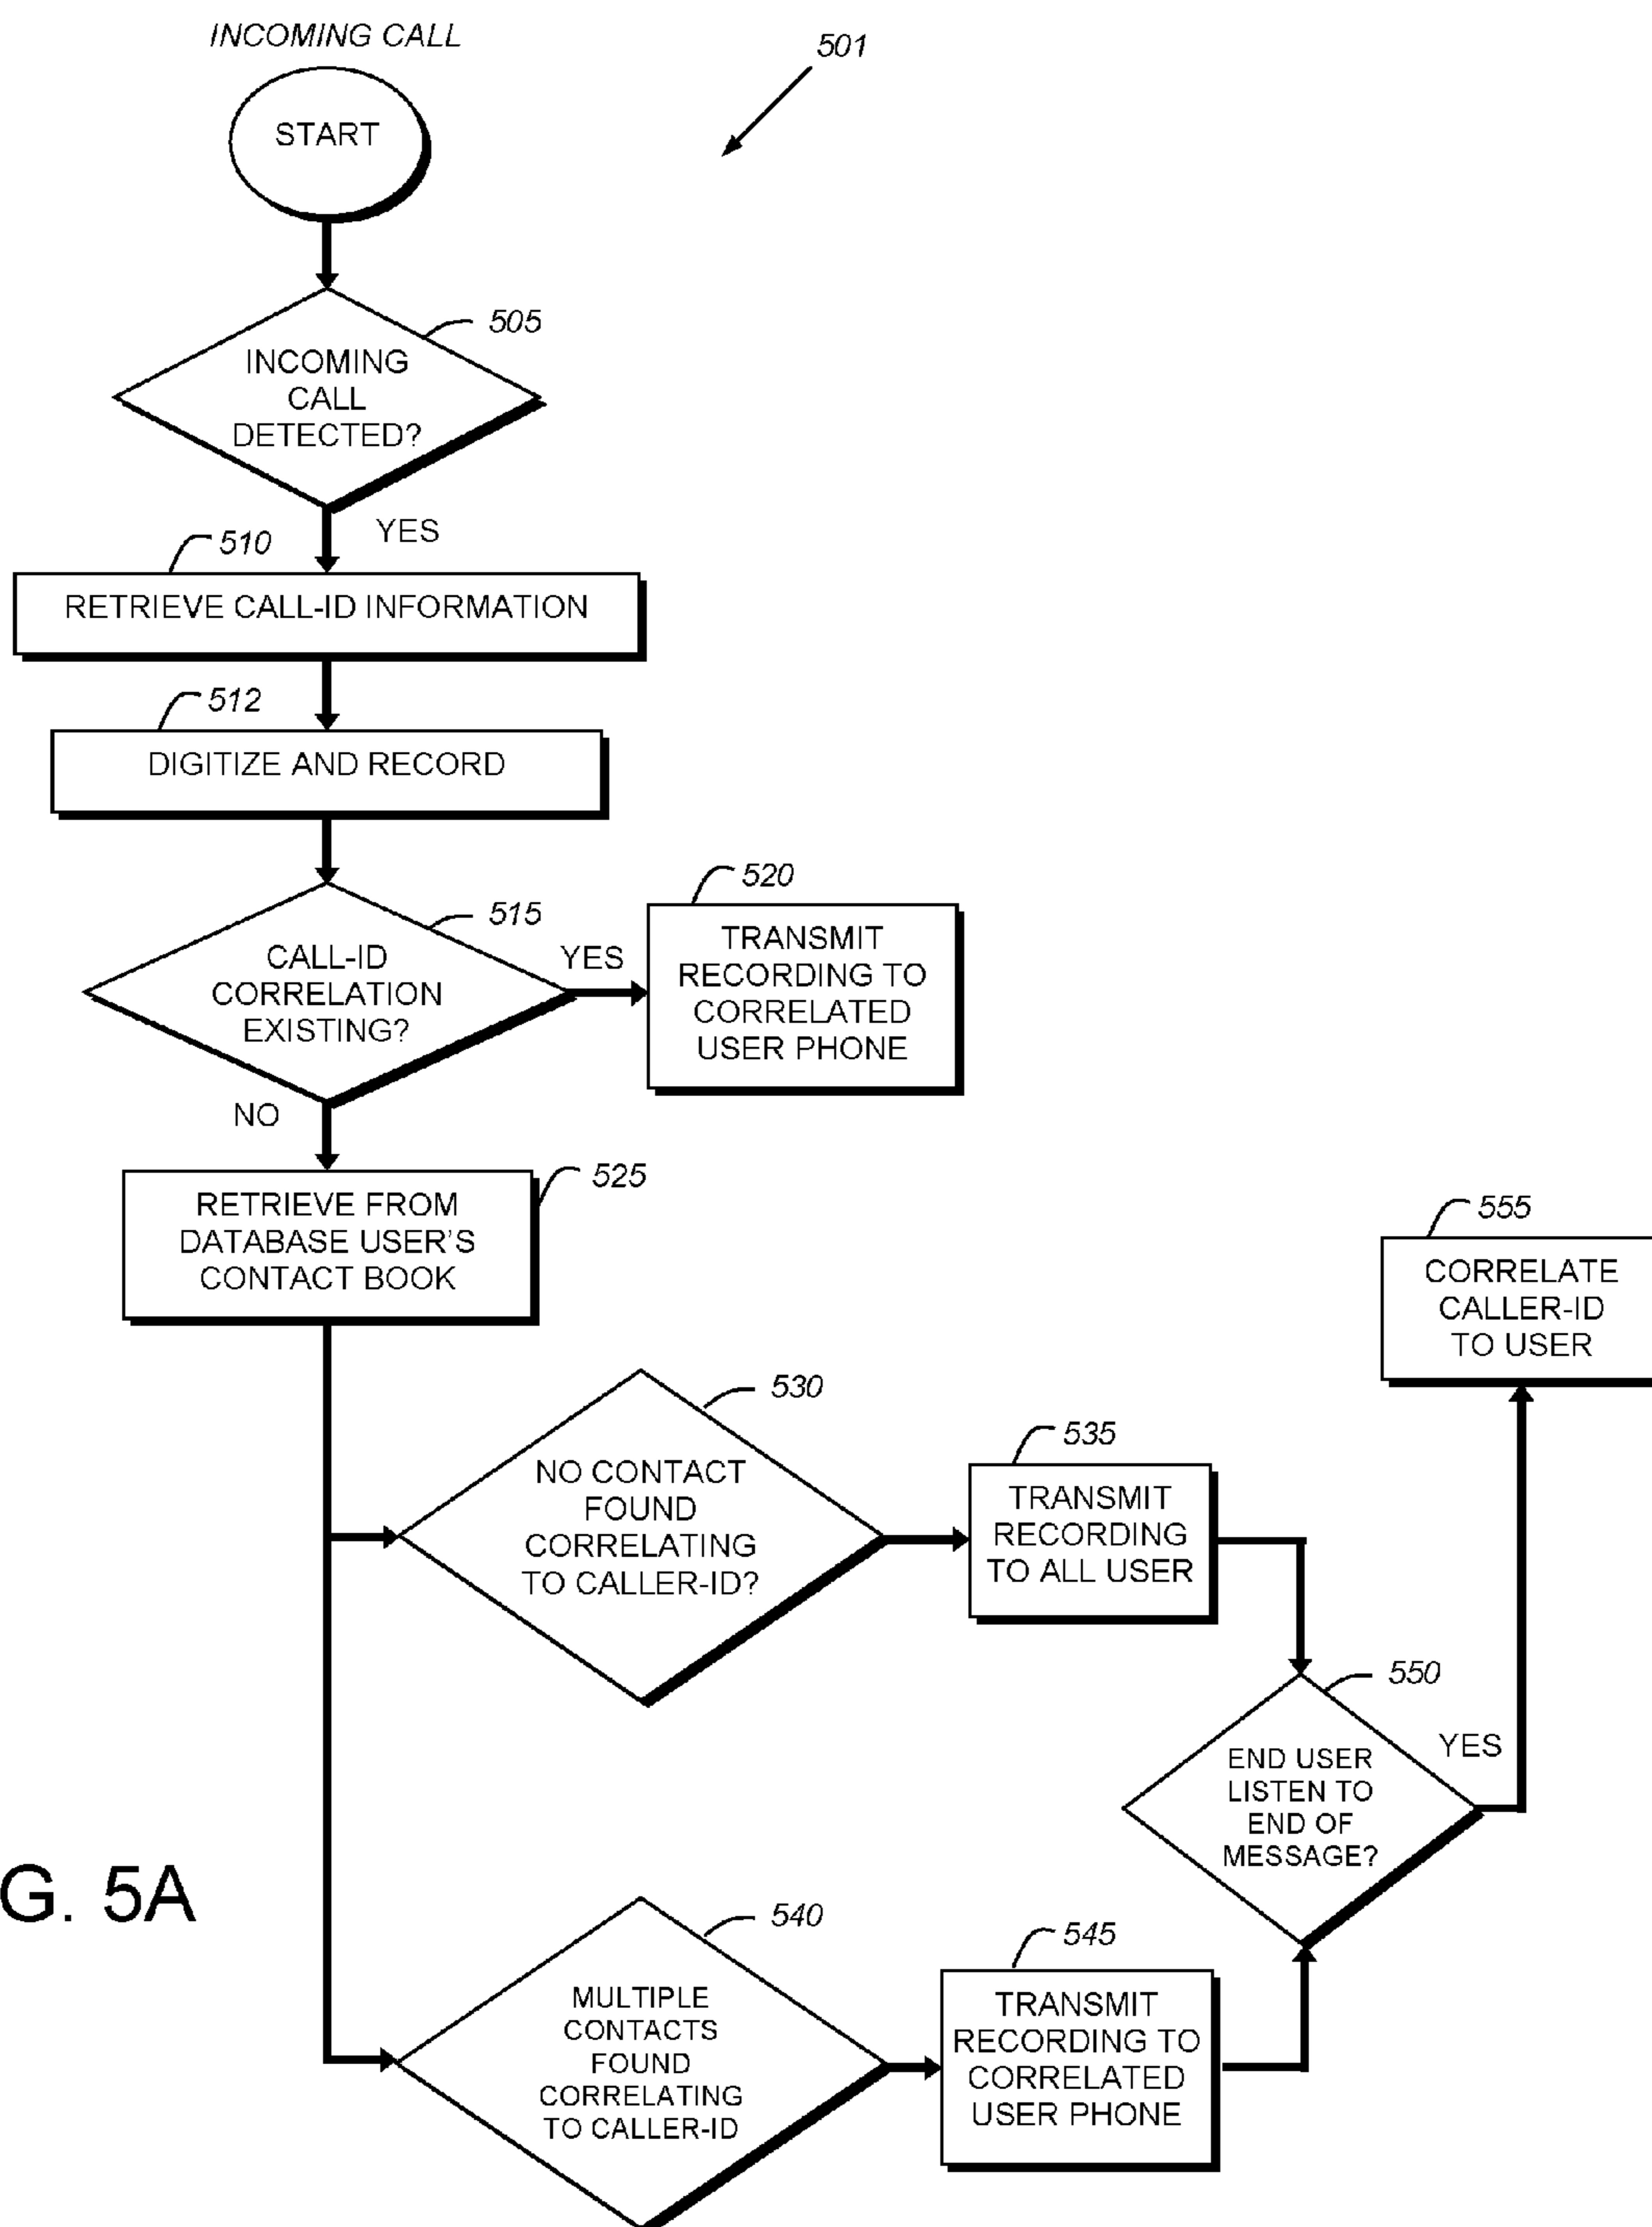 INCOMING CALL
501
START
505
INCOMING
CALL
DETECTED?
YES
510
RETRIEVE CALL-ID INFORMATION
512
DIGITIZE AND RECORD
515
CALL-ID
CORRELATION
EXISTING?
YES
520
TRANSMIT
RECORDING TO
CORRELATED
USER PHONE
NO
525
RETRIEVE FROM
DATABASE USER'S
CONTACT BOOK
530
NO CONTACT
FOUND
CORRELATING
TO CALLER-ID?
535
TRANSMIT
RECORDING
TO ALL USER
540
MULTIPLE
CONTACTS
FOUND
CORRELATING
TO CALLER-ID
545
TRANSMIT
RECORDING TO
CORRELATED
USER PHONE
550
END USER
LISTEN TO
END OF
MESSAGE?
YES
555
CORRELATE
CALLER-ID
TO USER
G. 5A